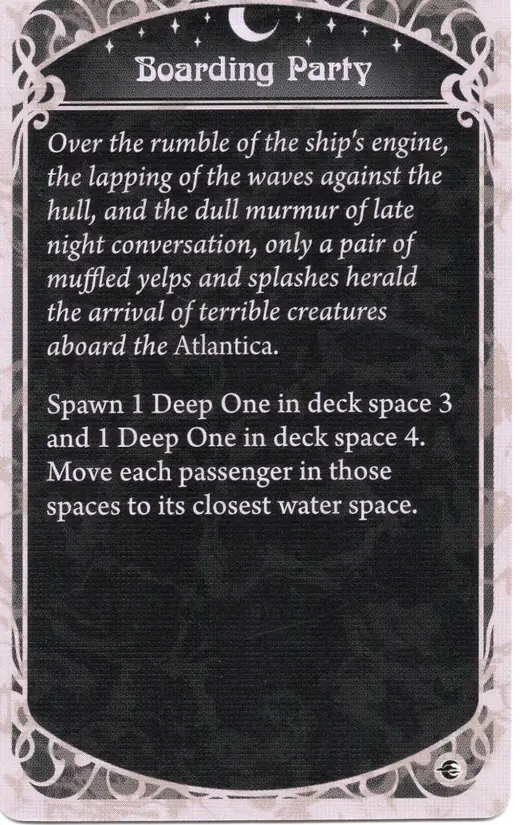 Boarding Party
Over the rumble of the ship's engine,
the lapping of the waves against the
hull, and the dull murmur of late
night conversation, only a pair of
muffled yelps and splashes herald
the arrival of terrible creatures
aboard the Atlantica.
Spawn 1 Deep One in deck space 3
and 1 Deep One in deck space 4.
Move each passenger in those
spaces to its closest water space.